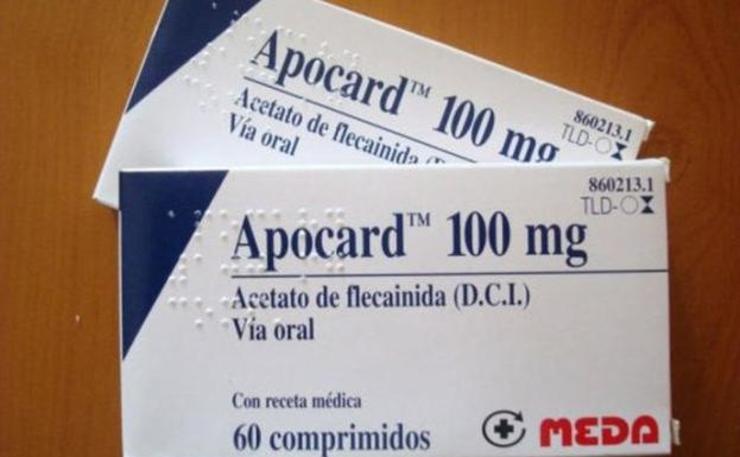 Apocard™ 100 mg
860213.1
TLD-
Acetato de flecainida (D.
Vía oral
860213.1
TLD-
Apocard™ 100 mg
Acetato de flecainida (D.C.I.)
Vía oral
Con receta médica
60 comprimidos
MEDA